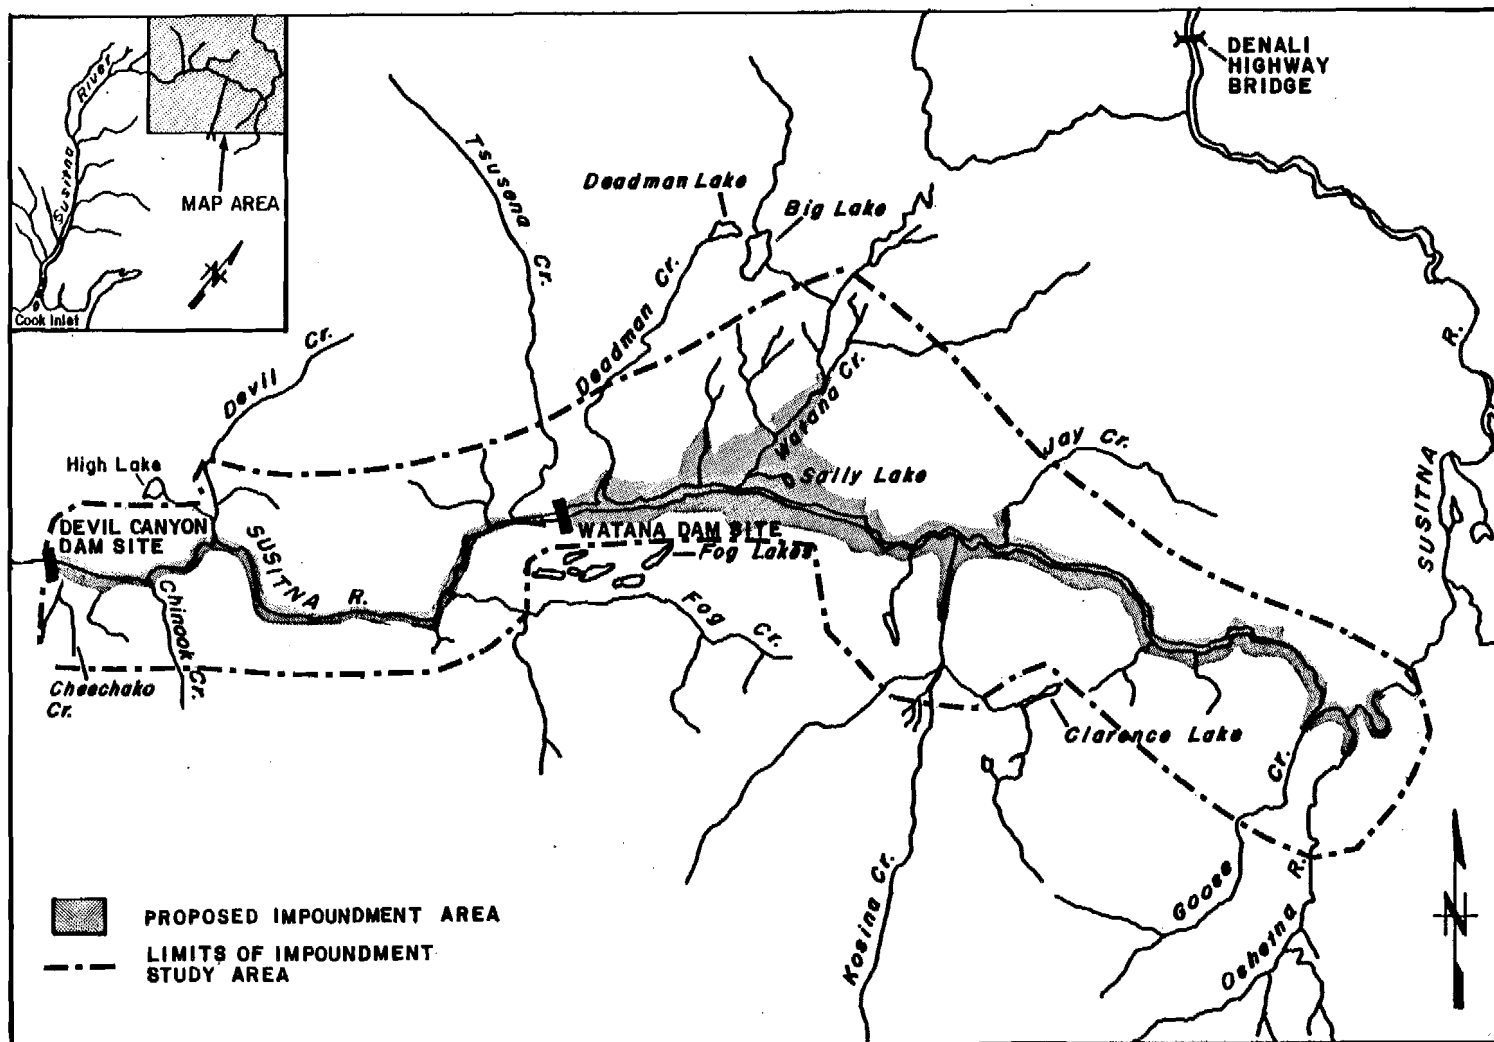 DENALI
HIGHWAY
BRIDGE
River
Susitna
MAP AREA
N
Cook Inlet
Tsusena Cr.
Deadman Lake
Big Lake
Deadman Cr.
Devil Cr.
Watana Cr.
Jay Cr.
High Lake
Sally Lake
DEVIL CANYON
DAM SITE
WATANA DAM SITE
Fog Lakes
SUSITNA R.
SUSITNA R.
Chinook Cr.
Fog Cr.
Cheechako
Cr.
Clarence Lake
Kosina Cr.
Goose Cr.
Oshetna R.
N
PROPOSED IMPOUNDMENT AREA
LIMITS OF IMPOUNDMENT
STUDY AREA